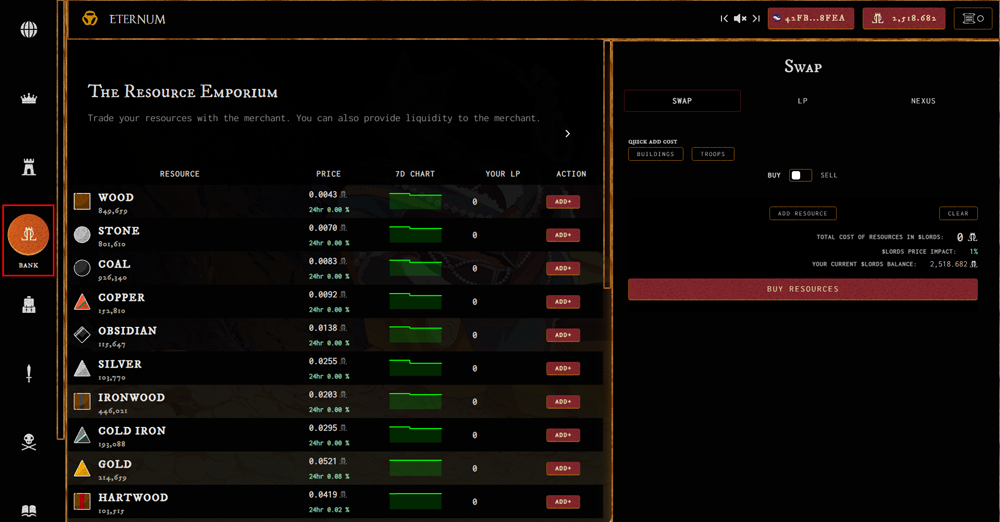 ETERNUM
42FB...8FEA
2,518.682
0
The Resource Emporium
Trade your resources with the merchant. You can also provide liquidity to the merchant.
RESOURCE PRICE 7D CHART YOUR LP ACTION
WOOD 0.0043 0 ADD+
849,659 24hr 0.00 %
STONE 0.0070 0 ADD+
801,610 24hr 0.00 %
COAL 0.0083 0 ADD+
926,340 24hr 0.00 %
COPPER 0.0092 0 ADD+
152,810 24hr 0.00 %
OBSIDIAN 0.0138 0 ADD+
115,647 24hr 0.00 %
SILVER 0.0255 0 ADD+
103,770 24hr 0.00 %
IRONWOOD 0.0203 0 ADD+
446,021 24hr 0.00 %
COLD IRON 0.0295 0 ADD+
193,088 24hr 0.00 %
GOLD 0.0521 0 ADD+
214,659 24hr 0.08 %
HARTWOOD 0.0419 0 ADD+
103,515 24hr 0.02 %
BANK
Swap
SWAP LP NEXUS
QUICK ADD COST
BUILDINGS TROOPS
BUY SELL
ADD RESOURCE CLEAR
TOTAL COST OF RESOURCES IN $LORDS: 0
$LORDS PRICE IMPACT: 1%
YOUR CURRENT $LORDS BALANCE: 2,518.682
BUY RESOURCES